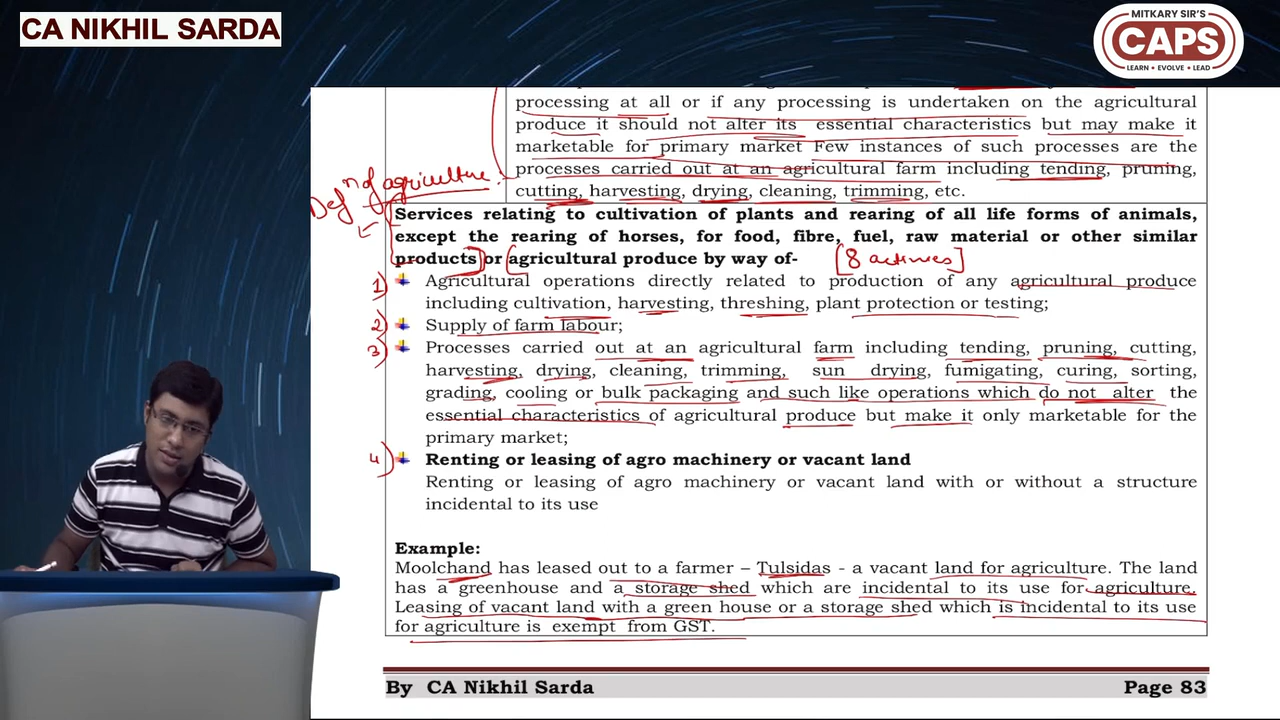 CA NIKHIL SARDA
MITKARY SIR'S
CAPS
LEARN • EVOLVE • LEAD
processing at all or if any processing is undertaken on the agricultural
produce it should not alter its essential characteristics but may make it
marketable for primary market Few instances of such processes are the
processes carried out at an agricultural farm including tending, pruning,
cutting, harvesting, drying, cleaning, trimming, etc.
Defn of agriculture :-
Services relating to cultivation of plants and rearing of all life forms of animals,
except the rearing of horses, for food, fibre, fuel, raw material or other similar
products or agricultural produce by way of- [8 actives]
1) Agricultural operations directly related to production of any agricultural produce
including cultivation, harvesting, threshing, plant protection or testing;
2) Supply of farm labour;
3) Processes carried out at an agricultural farm including tending, pruning, cutting,
harvesting, drying, cleaning, trimming, sun drying, fumigating, curing, sorting,
grading, cooling or bulk packaging and such like operations which do not alter the
essential characteristics of agricultural produce but make it only marketable for the
primary market;
4) Renting or leasing of agro machinery or vacant land
Renting or leasing of agro machinery or vacant land with or without a structure
incidental to its use
Example:
Moolchand has leased out to a farmer – Tulsidas - a vacant land for agriculture. The land
has a greenhouse and a storage shed which are incidental to its use for agriculture.
Leasing of vacant land with a green house or a storage shed which is incidental to its use
for agriculture is exempt from GST.
By CA Nikhil Sarda
Page 83